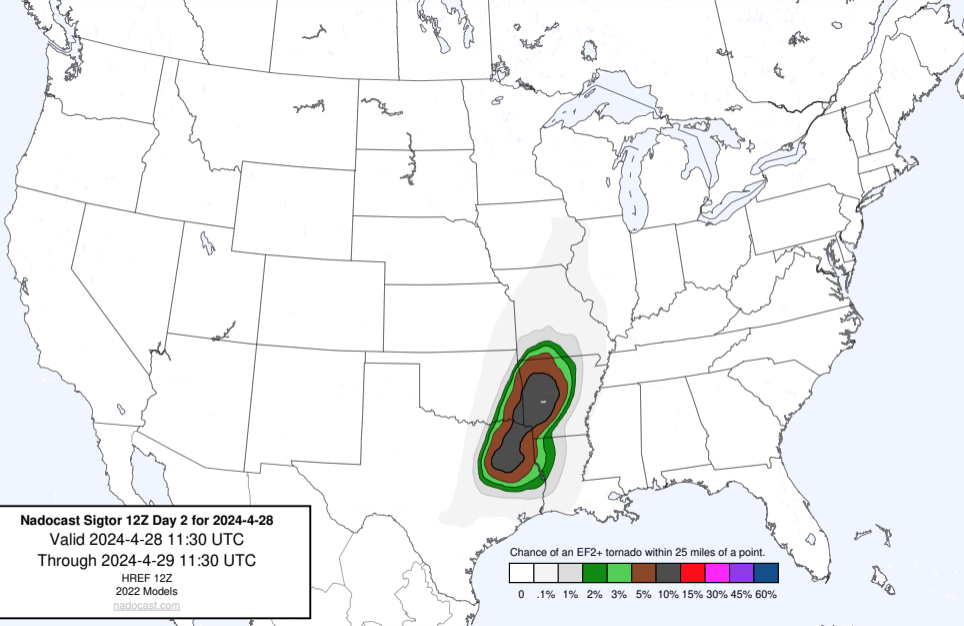 Nadocast Sigtor 12Z Day 2 for 2024-4-28
Valid 2024-4-28 11:30 UTC
Through 2024-4-29 11:30 UTC
HREF 12Z
2022 Models
nadocast.com
Chance of an EF2+ tornado within 25 miles of a point.
0 .1% 1% 2% 3% 5% 10% 15% 30% 45% 60%